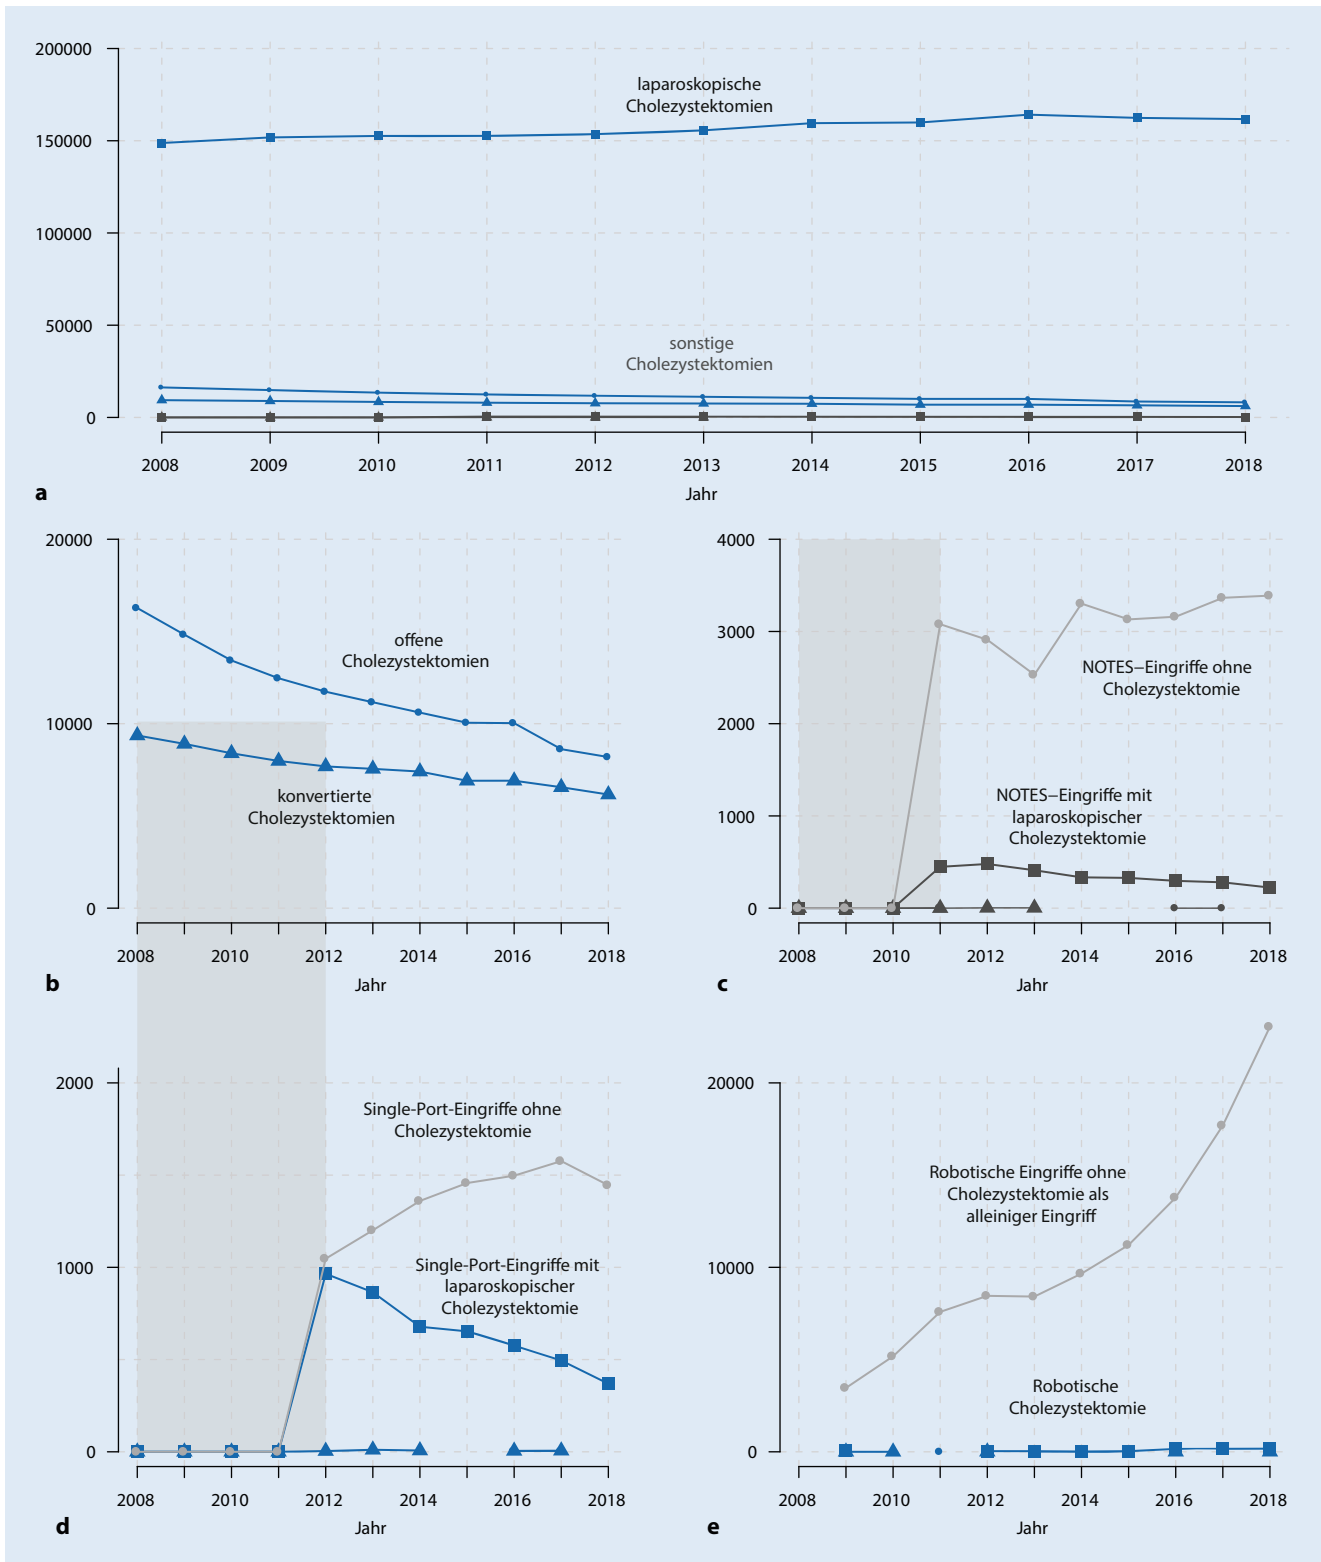 200000
150000
100000
50000
0
laparoskopische
Cholezystektomien
sonstige
Cholezystektomien
2008 2009 2010 2011 2012 2013 2014 2015 2016 2017 2018
Jahr
a
20000
10000
0
offene
Cholezystektomien
konvertierte
Cholezystektomien
2008 2010 2012 2014 2016 2018
Jahr
b
4000
3000
2000
1000
0
NOTES–Eingriffe ohne
Cholezystektomie
NOTES–Eingriffe mit
laparoskopischer
Cholezystektomie
2008 2010 2012 2014 2016 2018
Jahr
c
2000
1000
0
Single-Port-Eingriffe ohne
Cholezystektomie
Single-Port-Eingriffe mit
laparoskopischer
Cholezystektomie
2008 2010 2012 2014 2016 2018
Jahr
d
20000
10000
0
Robotische Eingriffe ohne
Cholezystektomie als
alleiniger Eingriff
Robotische
Cholezystektomie
2008 2010 2012 2014 2016 2018
Jahr
e